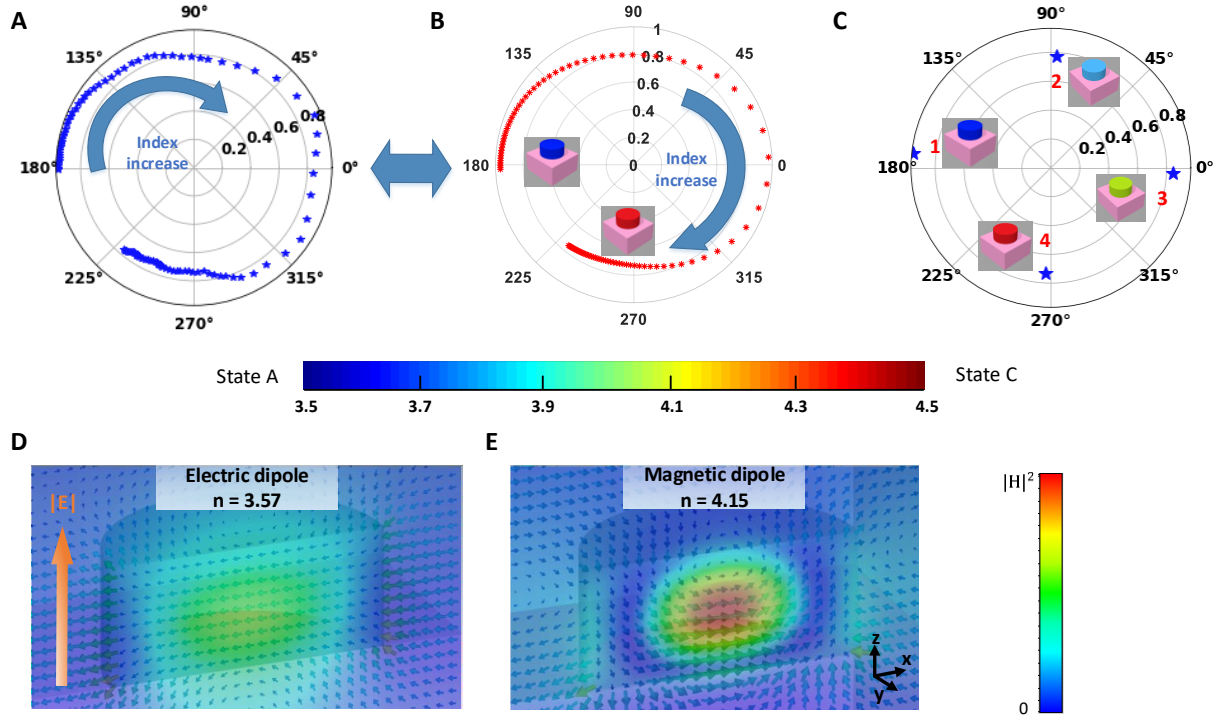 A
90°
135°
45°
180°
0°
225°
315°
270°
0.2
0.4
0.6
0.8
Index
increase
B
90
135
45
180
0
225
315
270
1
0.8
0.6
0.4
0.2
0
Index
increase
C
90°
135°
45°
180°
0°
225°
315°
270°
0.2
0.4
0.6
0.8
1
2
3
4
State A
State C
3.5
3.7
3.9
4.1
4.3
4.5
D
Electric dipole
n = 3.57
|E|
E
Magnetic dipole
n = 4.15
z
x
y
|H|²
0